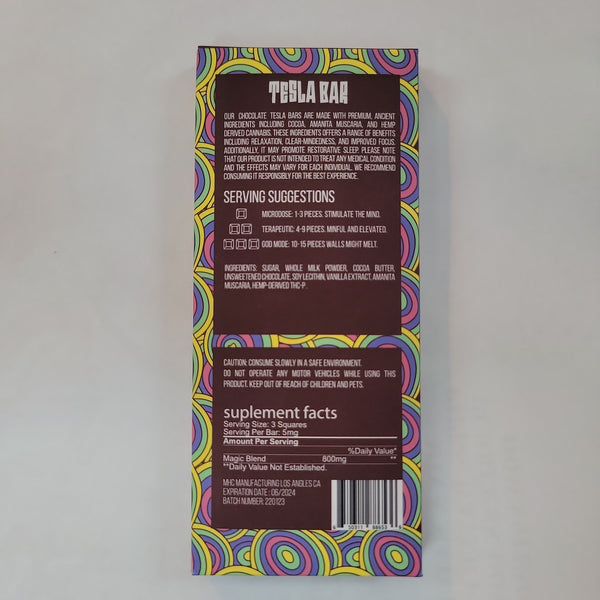 TESLA BAR
OUR CHOCOLATE TESLA BARS ARE MADE WITH PREMIUM, ANCIENT
INGREDIENTS INCLUDING COCOA, AMANITA MUSCARIA, AND HEMP
DERIVED CANNABIS. THESE INGREDIENTS OFFERS A RANGE OF BENEFITS
INCLUDING RELAXATION, CLEAR-MINDEDNESS, AND IMPROVED FOCUS.
ADDITIONALLY, IT MAY PROMOTE RESTORATIVE SLEEP. PLEASE NOTE
THAT OUR PRODUCT IS NOT INTENDED TO TREAT ANY MEDICAL CONDITION
AND THE EFFECTS MAY VARY FOR EACH INDIVIDUAL. WE RECOMMEND
CONSUMING IT RESPONSIBLY FOR THE BEST EXPERIENCE.
SERVING SUGGESTIONS
MICRODOSE: 1-3 PIECES. STIMULATE THE MIND.
TERAPEUTIC: 4-9 PIECES. MINFUL AND ELEVATED.
GOD MODE: 10-15 PIECES WALLS MIGHT MELT.
INGREDIENTS: SUGAR, WHOLE MILK POWDER, COCOA BUTTER,
UNSWEETENED CHOCOLATE, SOY LECITHIN, VANILLA EXTRACT, AMANITA
MUSCARIA, HEMP-DERIVED THC-P.
CAUTION: CONSUME SLOWLY IN A SAFE ENVIRONMENT.
DO NOT OPERATE ANY MOTOR VEHICLES WHILE USING THIS
PRODUCT. KEEP OUT OF REACH OF CHILDREN AND PETS.
suplement facts
Serving Size: 3 Squares
Serving Per Bar: 5mg
Amount Per Serving
%Daily Value*
Magic Blend 800mg **
**Daily Value Not Established.
MHC MANUFACTURING LOS ANGLES CA
EXPIRATION DATE : 06/2024
BATCH NUMBER: 220123